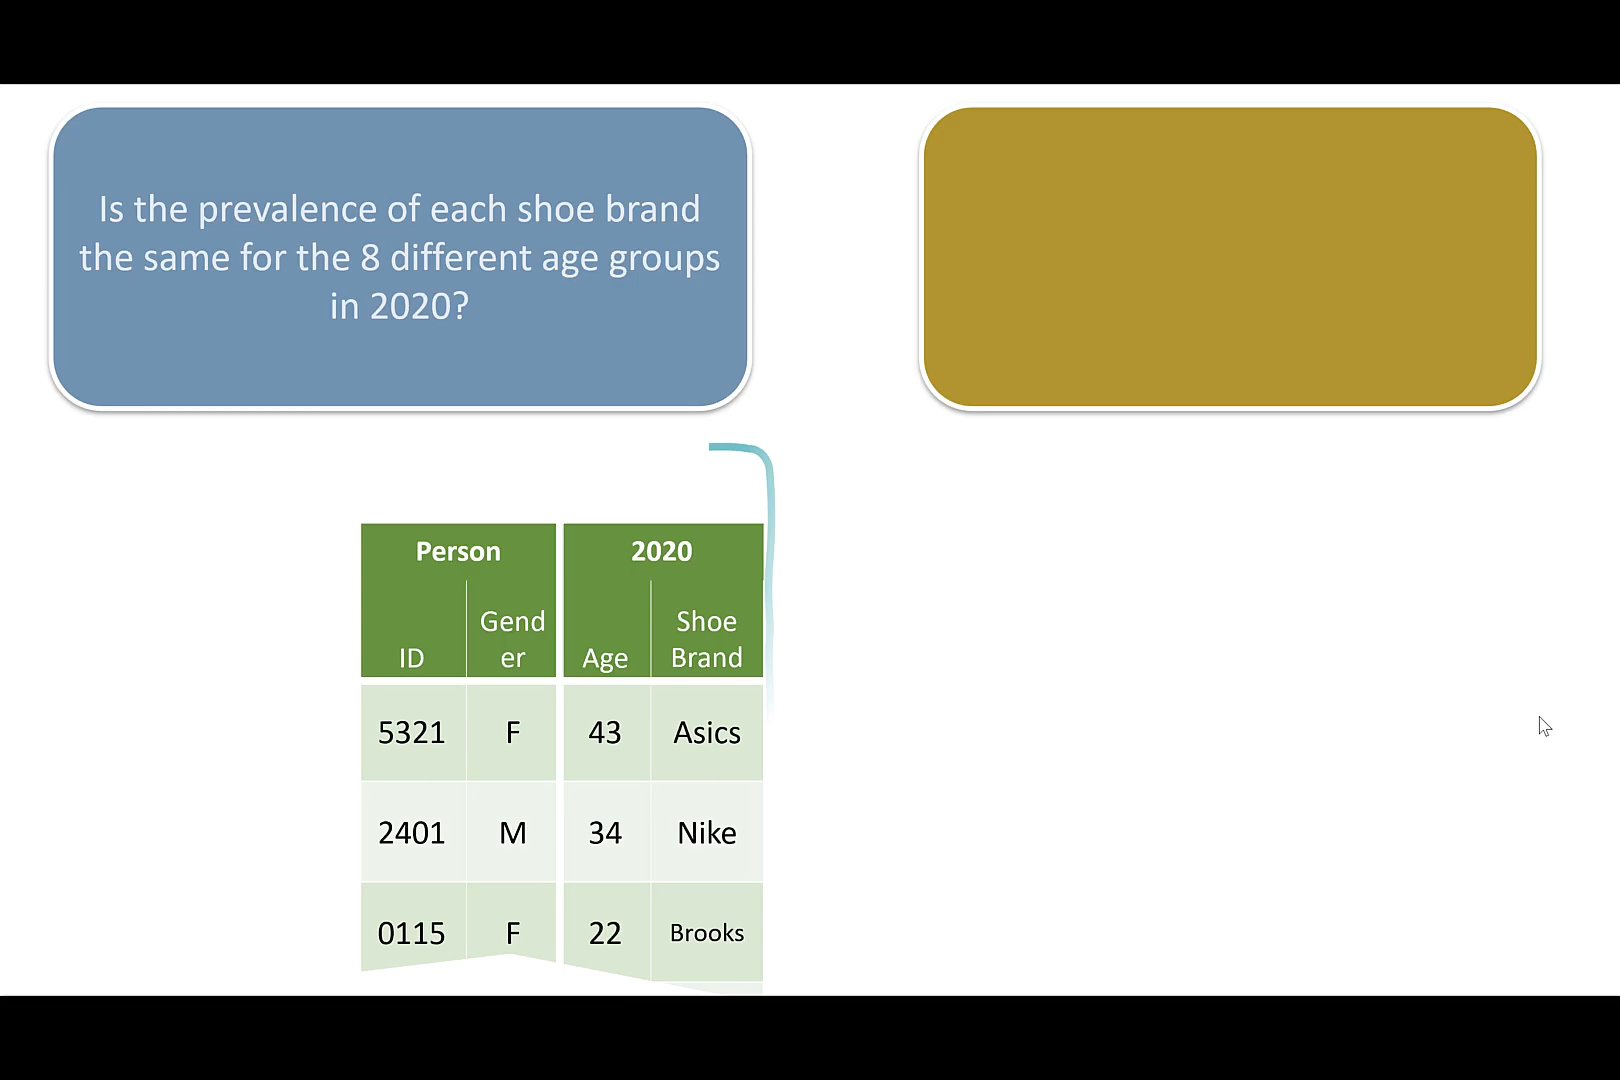 Is the prevalence of each shoe brand
the same for the 8 different age groups
in 2020?
Person 2020
ID Gend
er Age Shoe
Brand
5321 F 43 Asics
2401 M 34 Nike
0115 F 22 Brooks